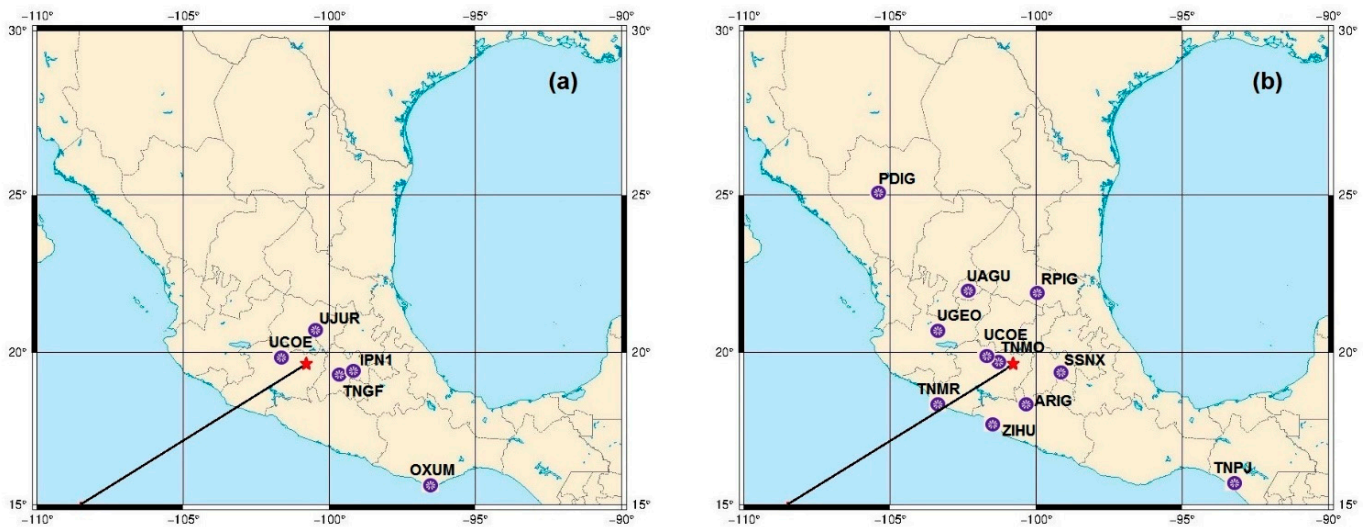 −110° −105° −100° −95° −90°
30° 30°
(a)
25° 25°
UJUR
UCOE
20° 20°
IPN1
TNGF
OXUM
15° 15°
−110° −105° −100° −95° −90°
−110° −105° −100° −95° −90°
30° 30°
(b)
PDIG
25° 25°
UAGU RPIG
UGEO
UCOE
20° TNMO 20°
SSNX
TNMR ARIG
ZIHU
TNPJ
15° 15°
−110° −105° −100° −95° −90°